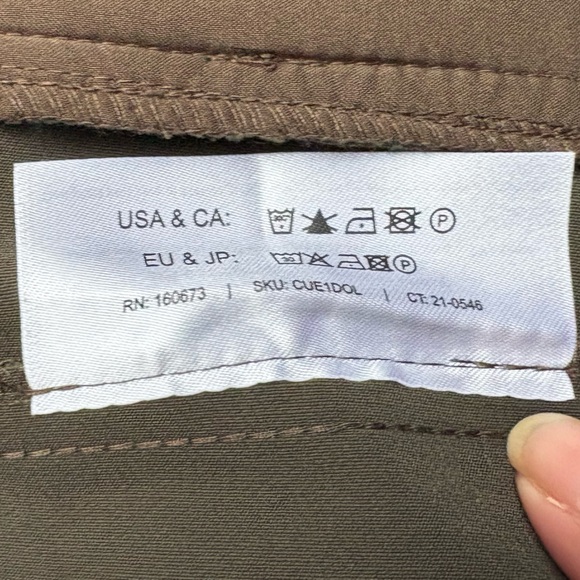 USA & CA: P
EU & JP: P
RN: 160673 | SKU: CUE1DOL | CT: 21-0546